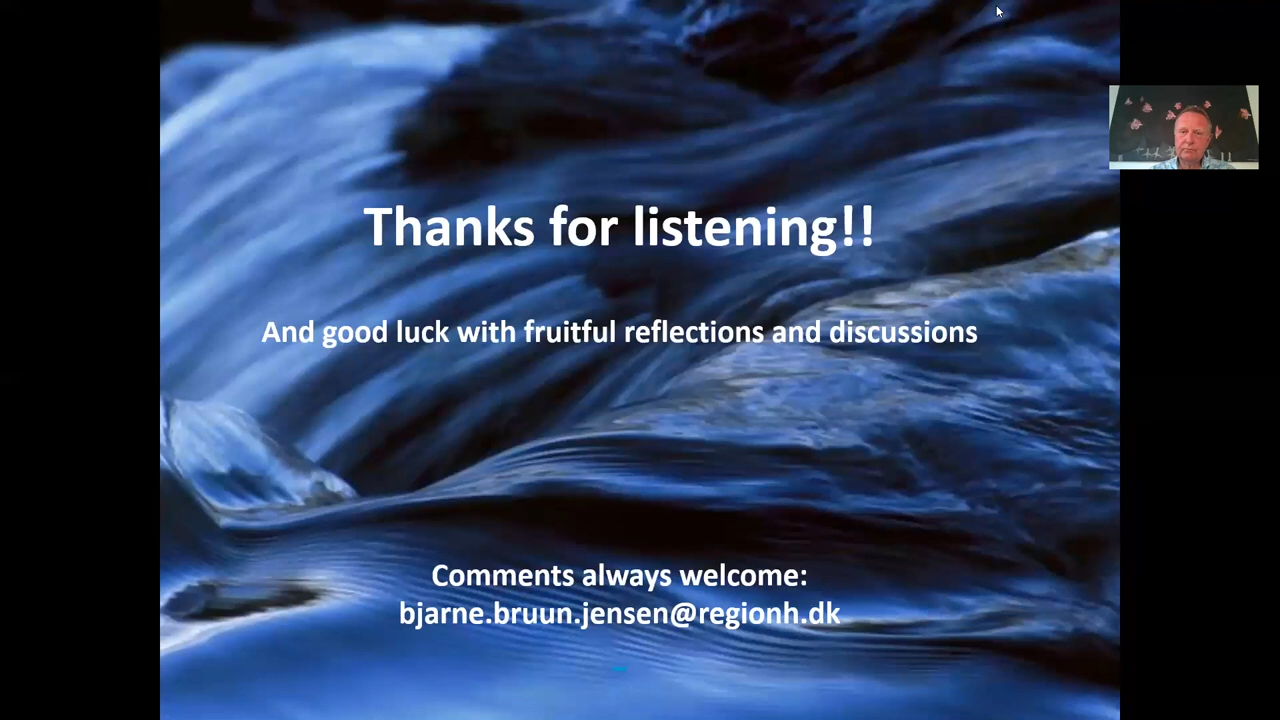 Thanks for listening!!
And good luck with fruitful reflections and discussions
Comments always welcome:
bjarne.bruun.jensen@regionh.dk